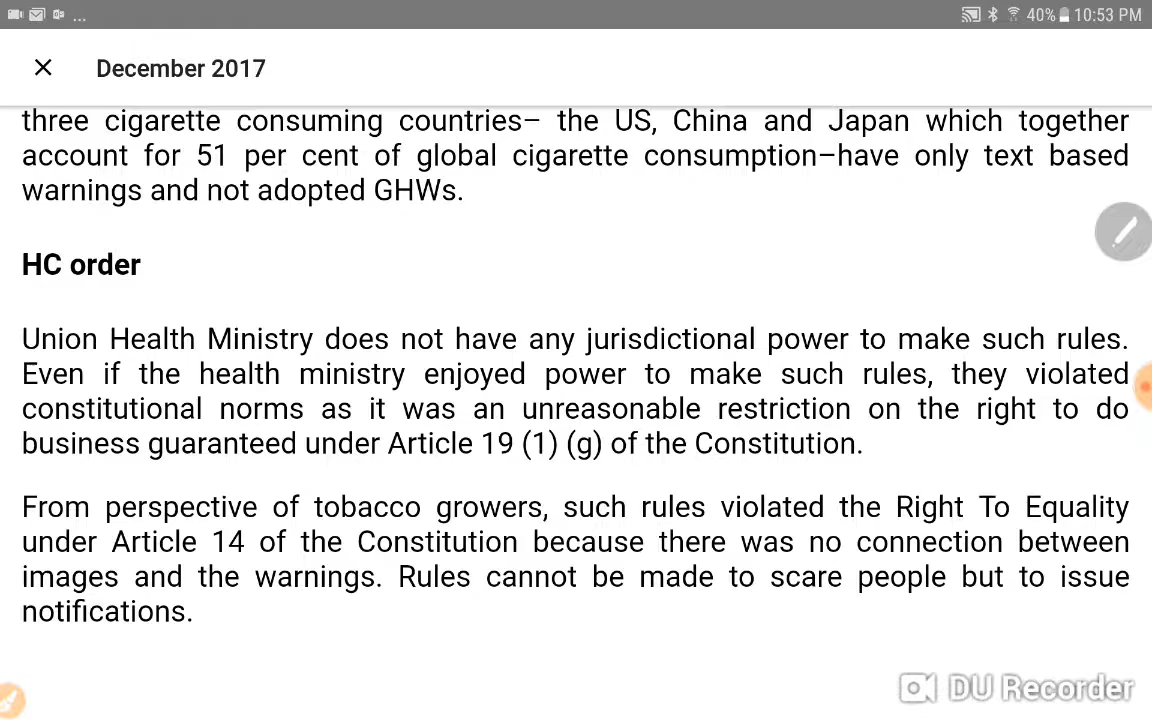 ... 40% 10:53 PM
December 2017
three cigarette consuming countries– the US, China and Japan which together
account for 51 per cent of global cigarette consumption–have only text based
warnings and not adopted GHWs.
HC order
Union Health Ministry does not have any jurisdictional power to make such rules.
Even if the health ministry enjoyed power to make such rules, they violated
constitutional norms as it was an unreasonable restriction on the right to do
business guaranteed under Article 19 (1) (g) of the Constitution.
From perspective of tobacco growers, such rules violated the Right To Equality
under Article 14 of the Constitution because there was no connection between
images and the warnings. Rules cannot be made to scare people but to issue
notifications.
DU Recorder